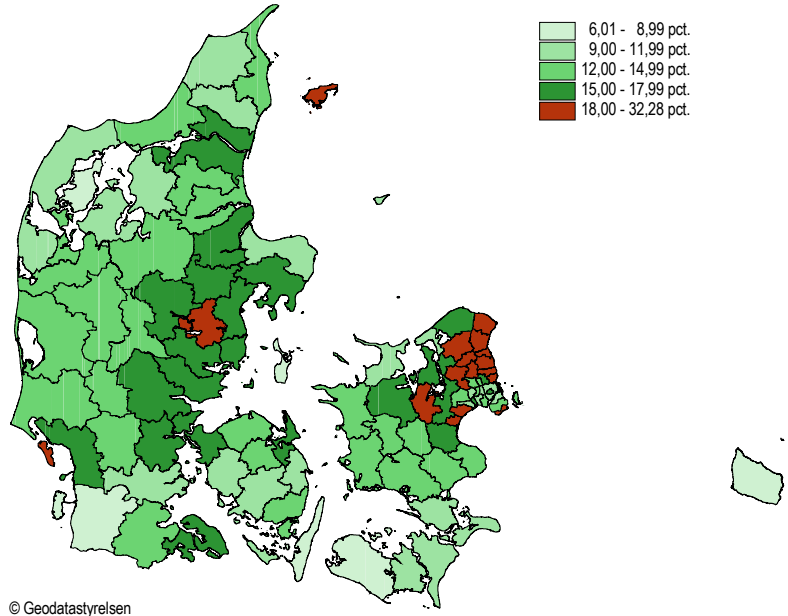 6,01 - 8,99 pct.
9,00 - 11,99 pct.
12,00 - 14,99 pct.
15,00 - 17,99 pct.
18,00 - 32,28 pct.
© Geodatastyrelsen